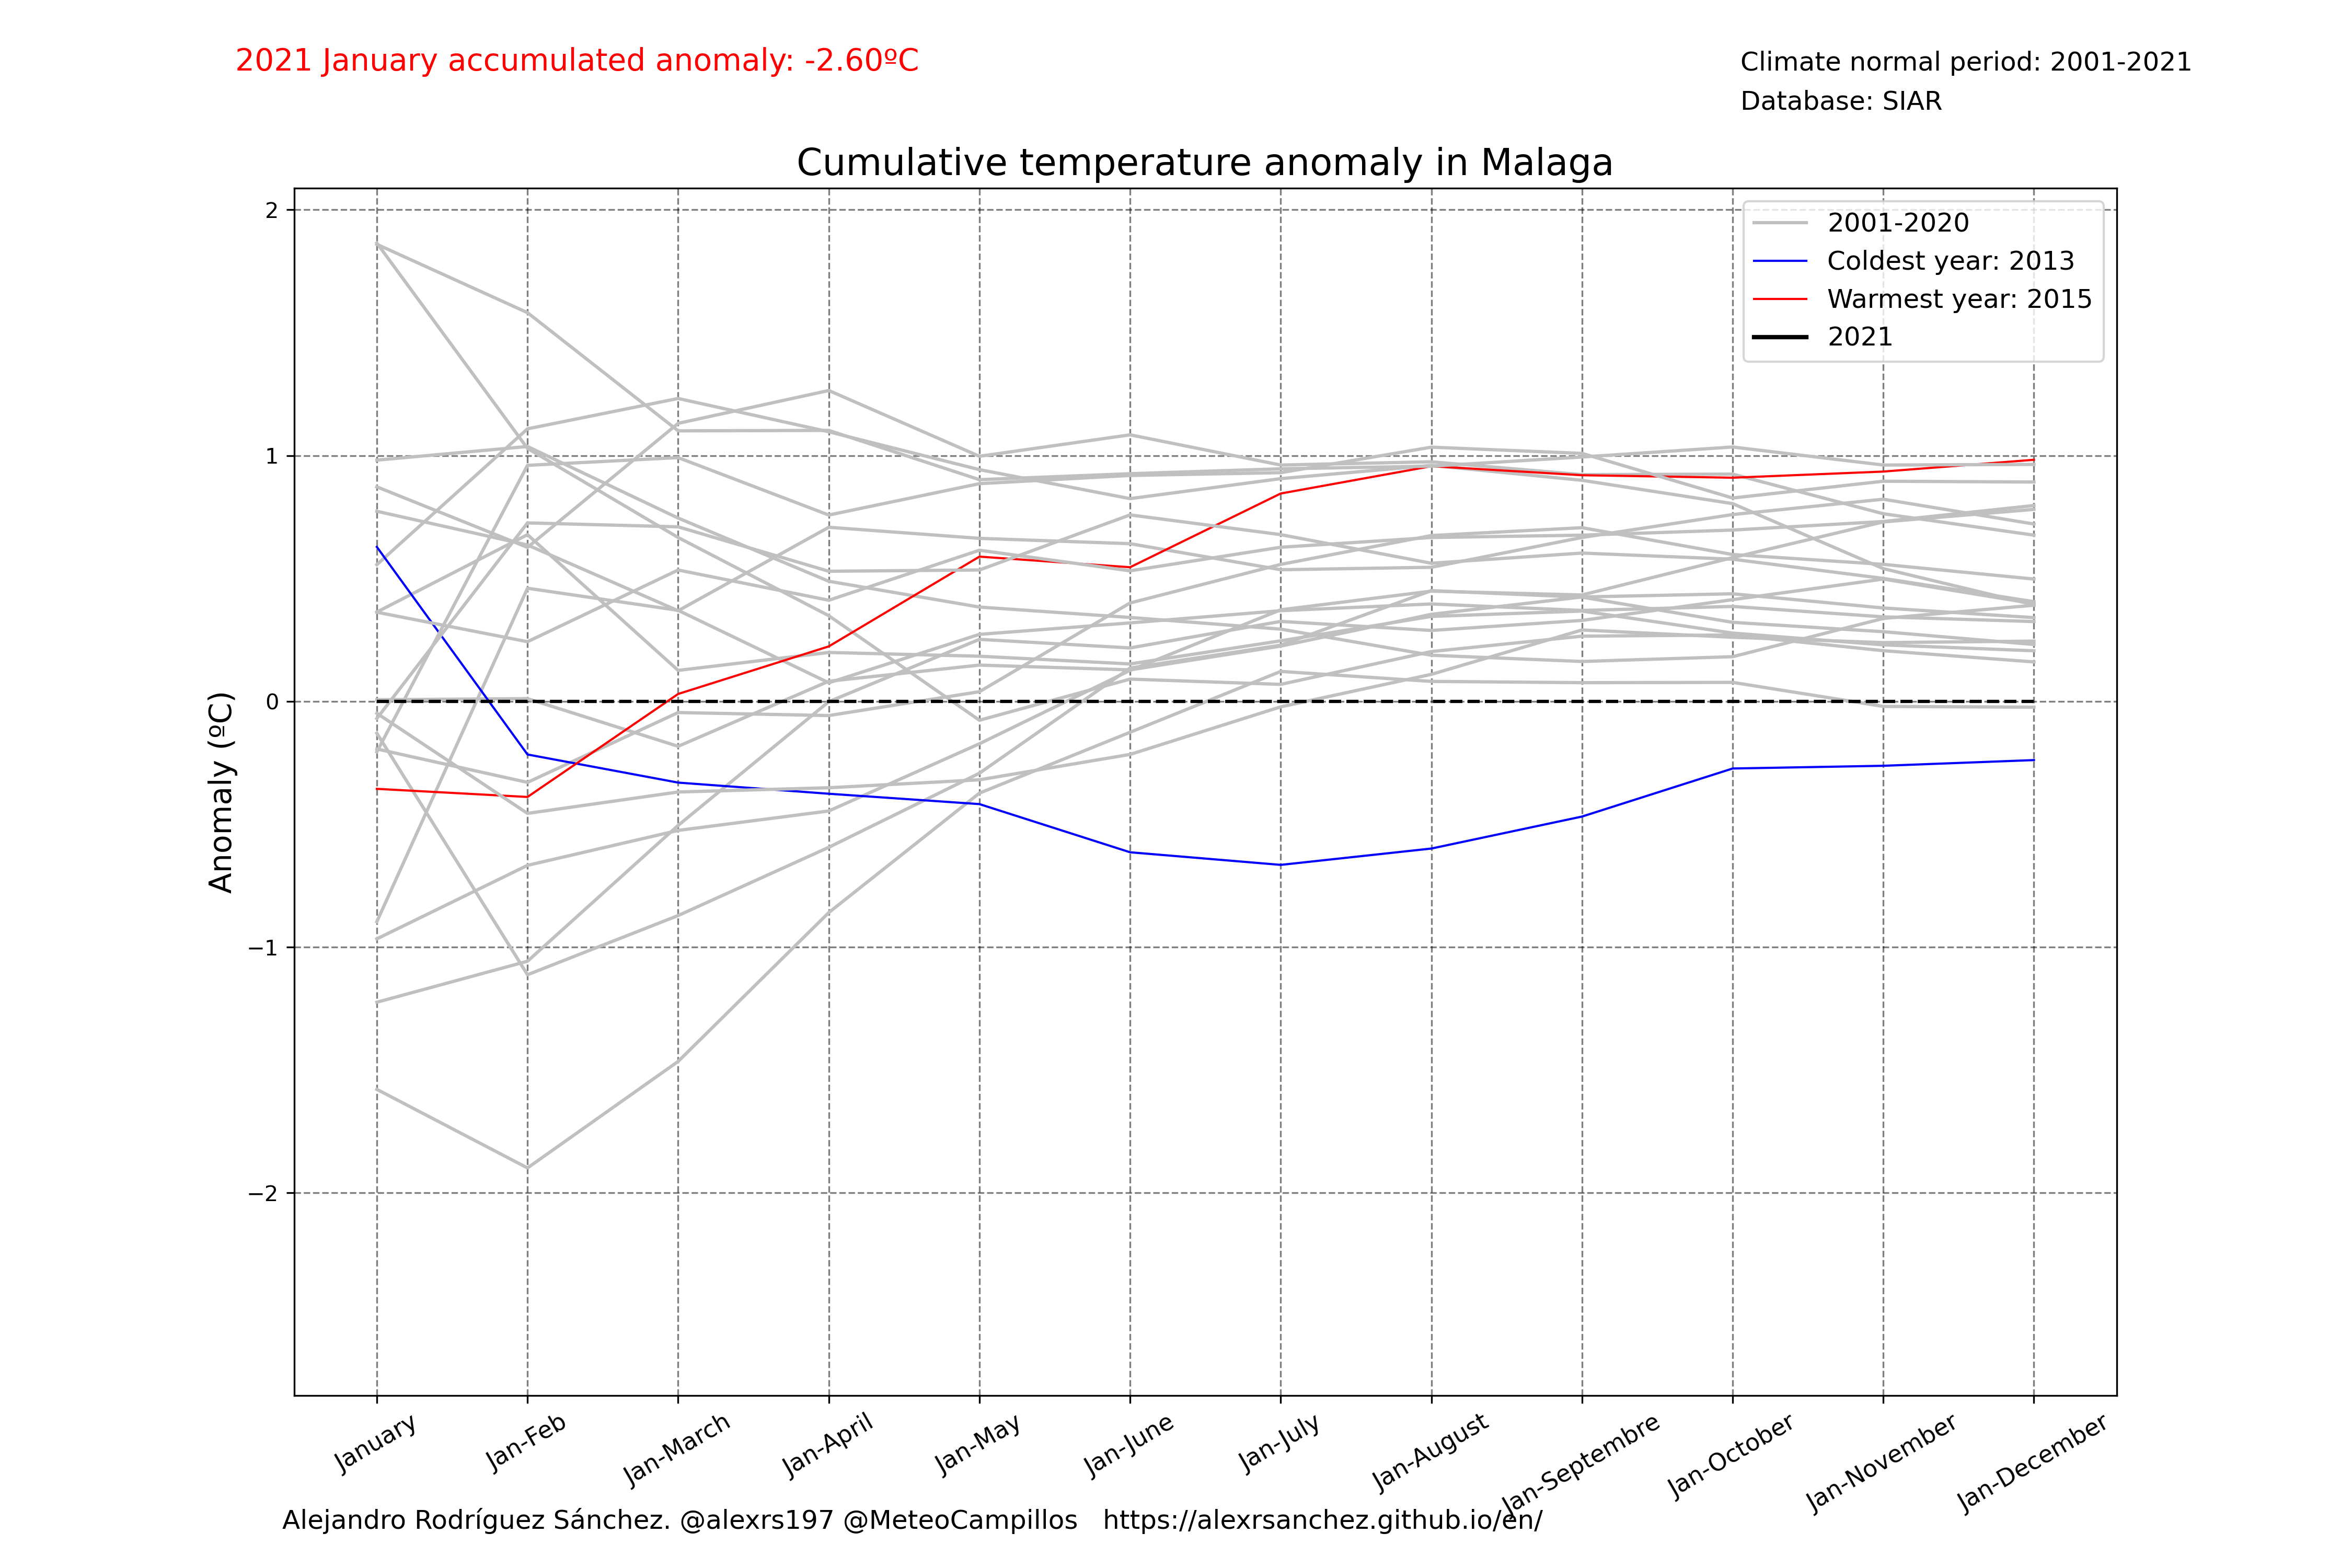 2021 January accumulated anomaly: -2.60ºC
Climate normal period: 2001-2021
Database: SIAR
Cumulative temperature anomaly in Malaga
2001-2020
Coldest year: 2013
Warmest year: 2015
2021
2
1
0
−1
−2
Anomaly (ºC)
January
Jan-Feb
Jan-March
Jan-April
Jan-May
Jan-June
Jan-July
Jan-August
Jan-Septembre
Jan-October
Jan-November
Jan-December
Alejandro Rodríguez Sánchez. @alexrs197 @MeteoCampillos   https://alexrsanchez.github.io/en/